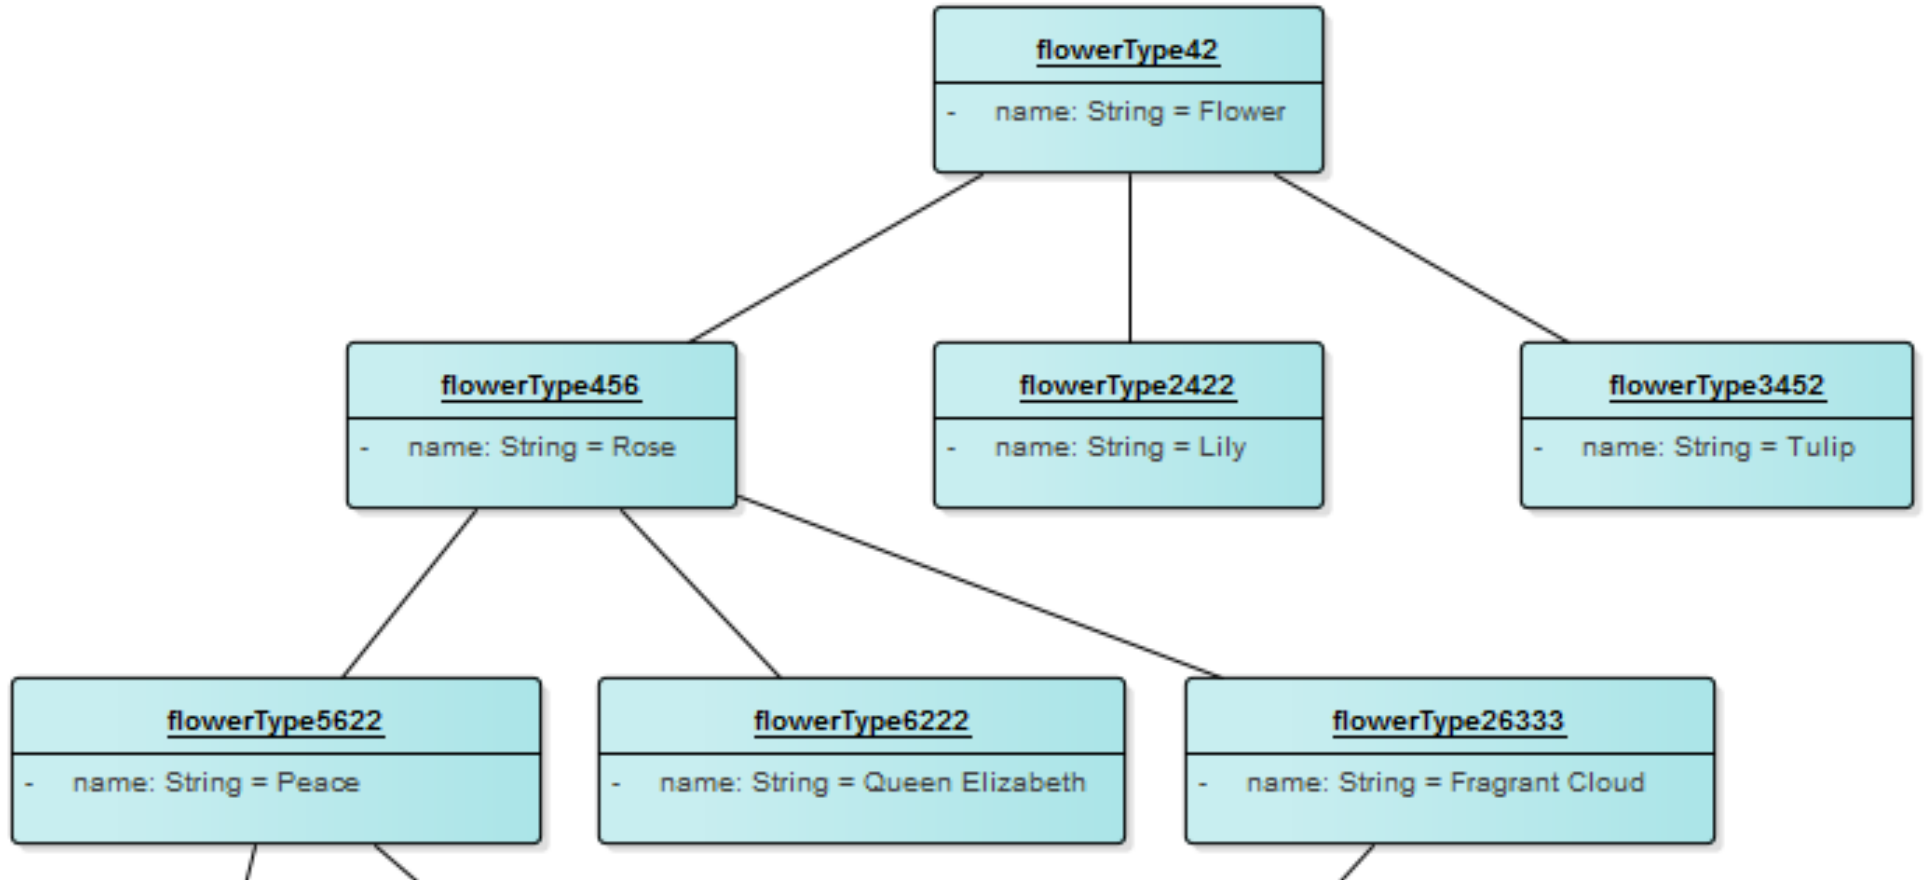 flowerType42
- name: String = Flower
flowerType456
- name: String = Rose
flowerType2422
- name: String = Lily
flowerType3452
- name: String = Tulip
flowerType5622
- name: String = Peace
flowerType6222
- name: String = Queen Elizabeth
flowerType26333
- name: String = Fragrant Cloud